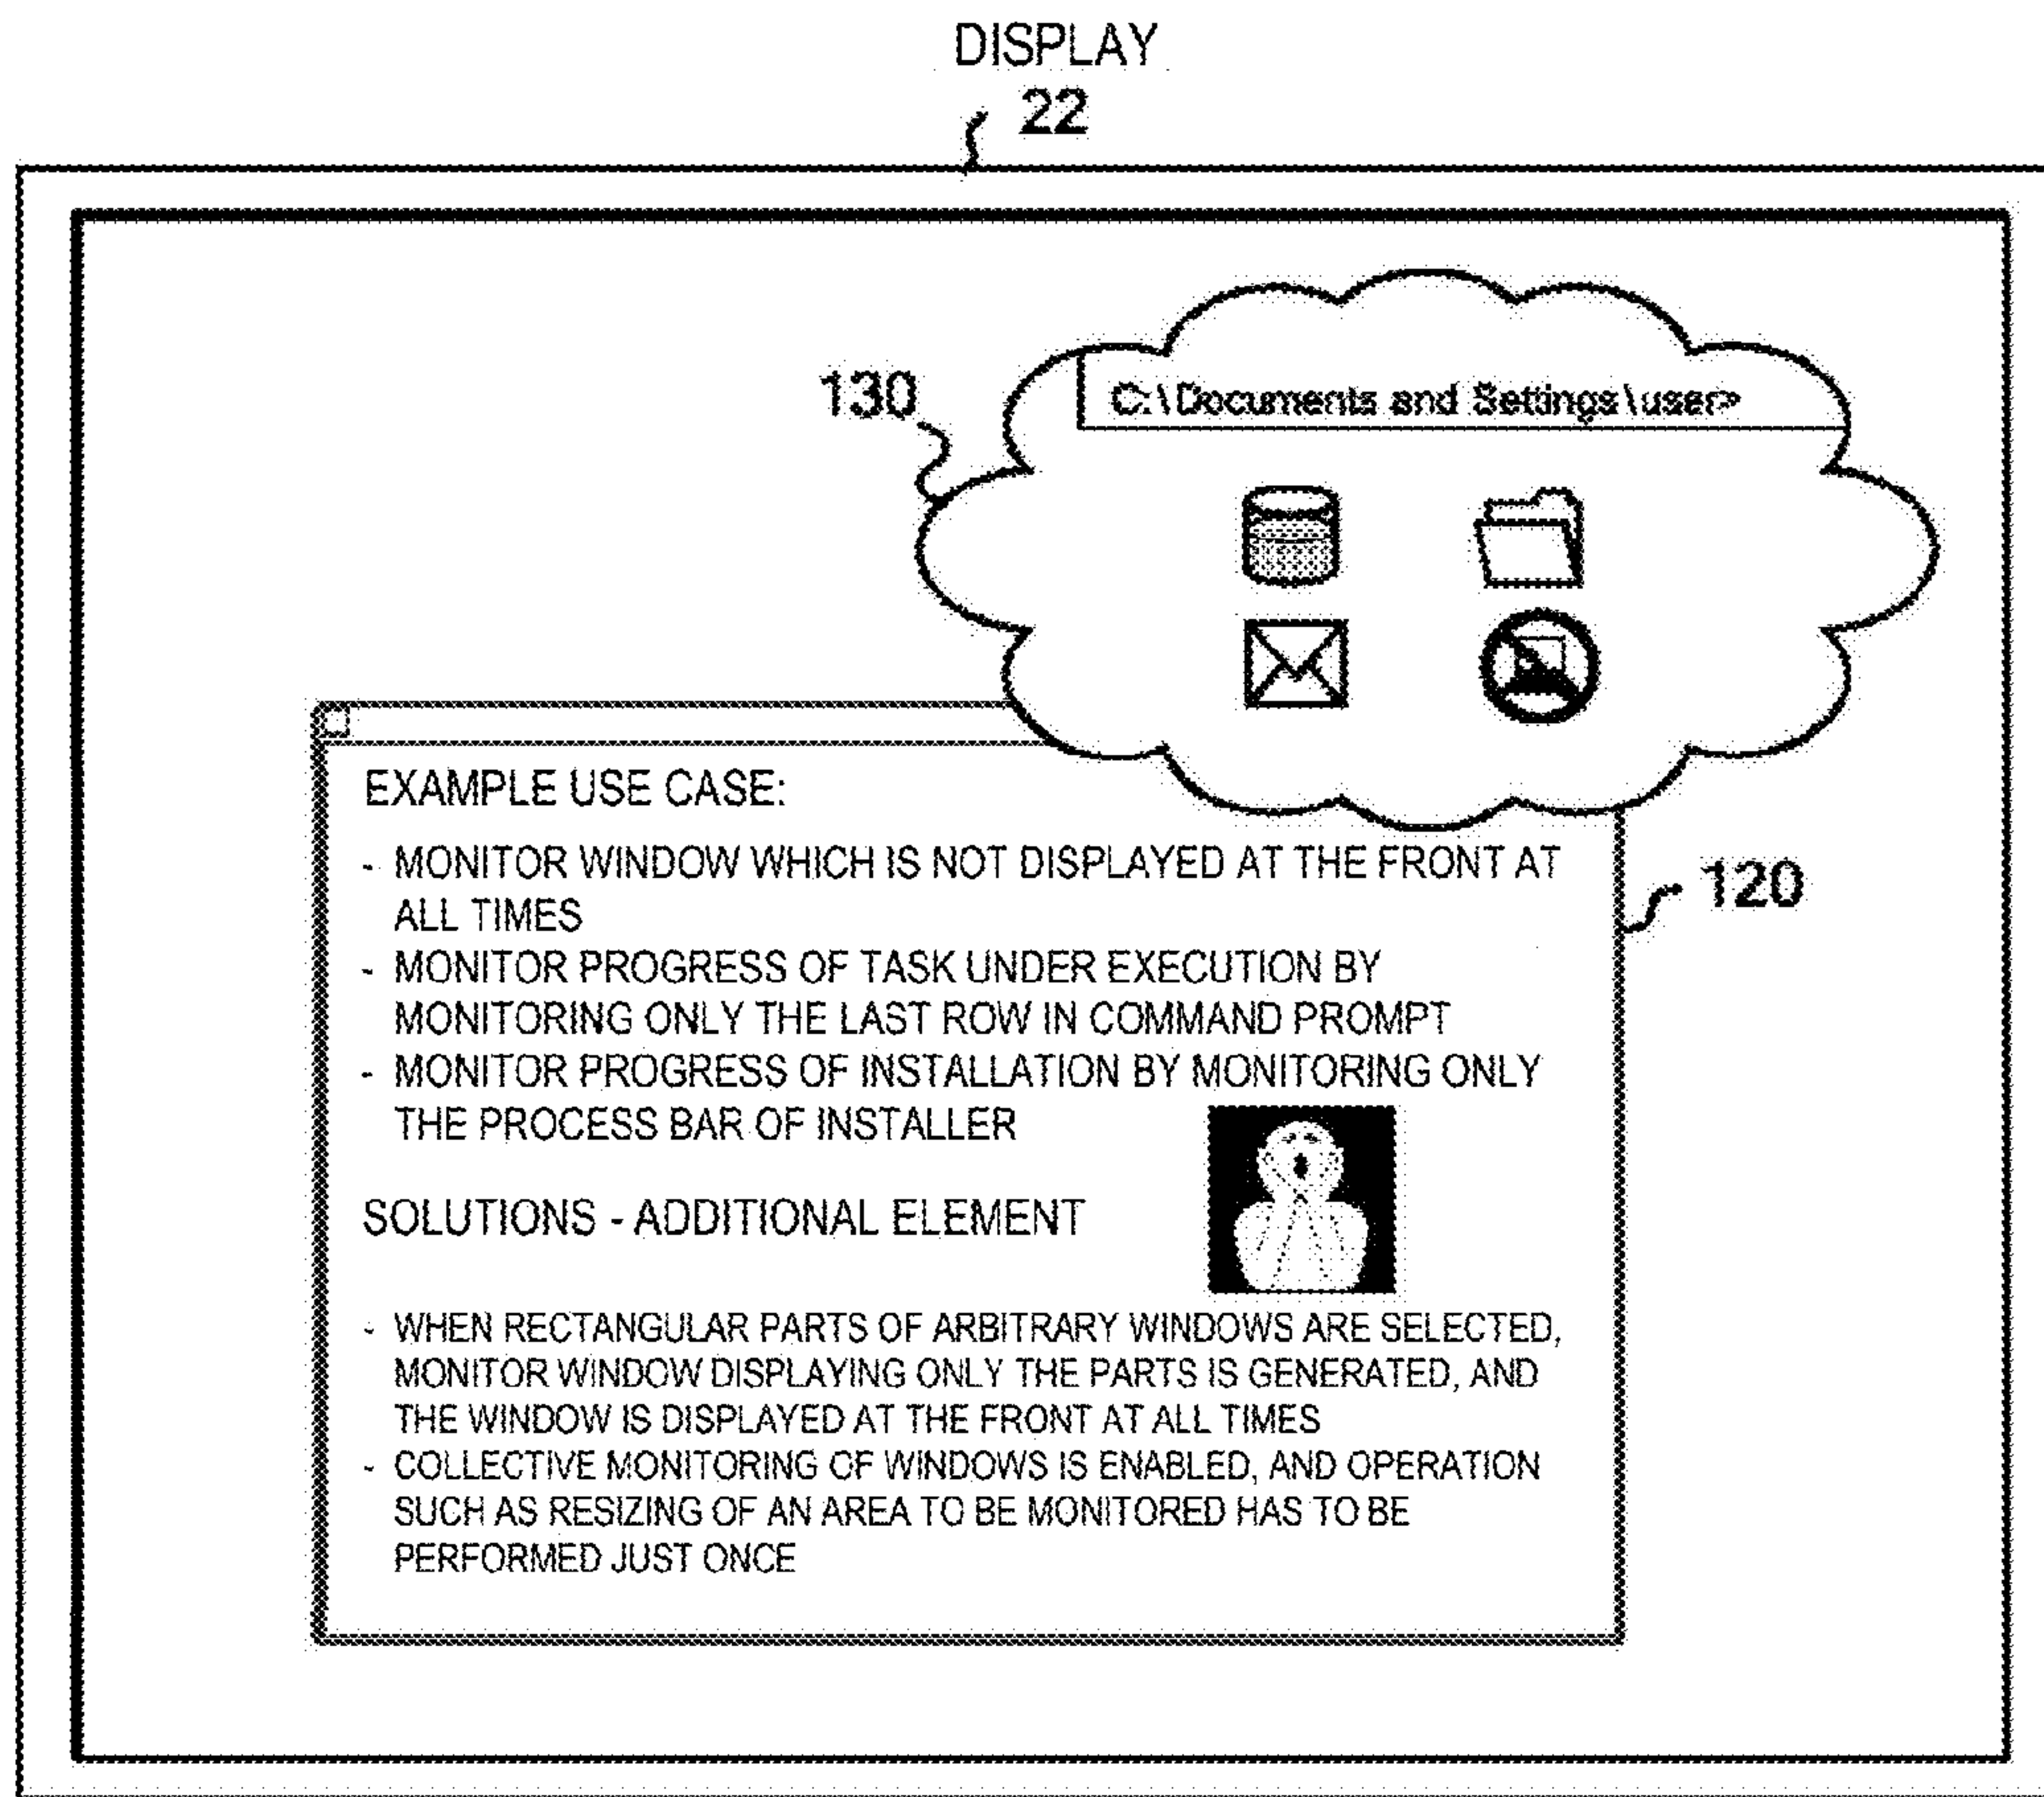 DISPLAY
22
130
C:\Documents and Settings\user>
EXAMPLE USE CASE:
- MONITOR WINDOW WHICH IS NOT DISPLAYED AT THE FRONT AT
ALL TIMES
120
- MONITOR PROGRESS OF TASK UNDER EXECUTION BY
MONITORING ONLY THE LAST ROW IN COMMAND PROMPT
- MONITOR PROGRESS OF INSTALLATION BY MONITORING ONLY
THE PROCESS BAR OF INSTALLER
SOLUTIONS - ADDITIONAL ELEMENT
- WHEN RECTANGULAR PARTS OF ARBITRARY WINDOWS ARE SELECTED,
MONITOR WINDOW DISPLAYING ONLY THE PARTS IS GENERATED, AND
THE WINDOW IS DISPLAYED AT THE FRONT AT ALL TIMES
- COLLECTIVE MONITORING OF WINDOWS IS ENABLED, AND OPERATION
SUCH AS RESIZING OF AN AREA TO BE MONITORED HAS TO BE
PERFORMED JUST ONCE